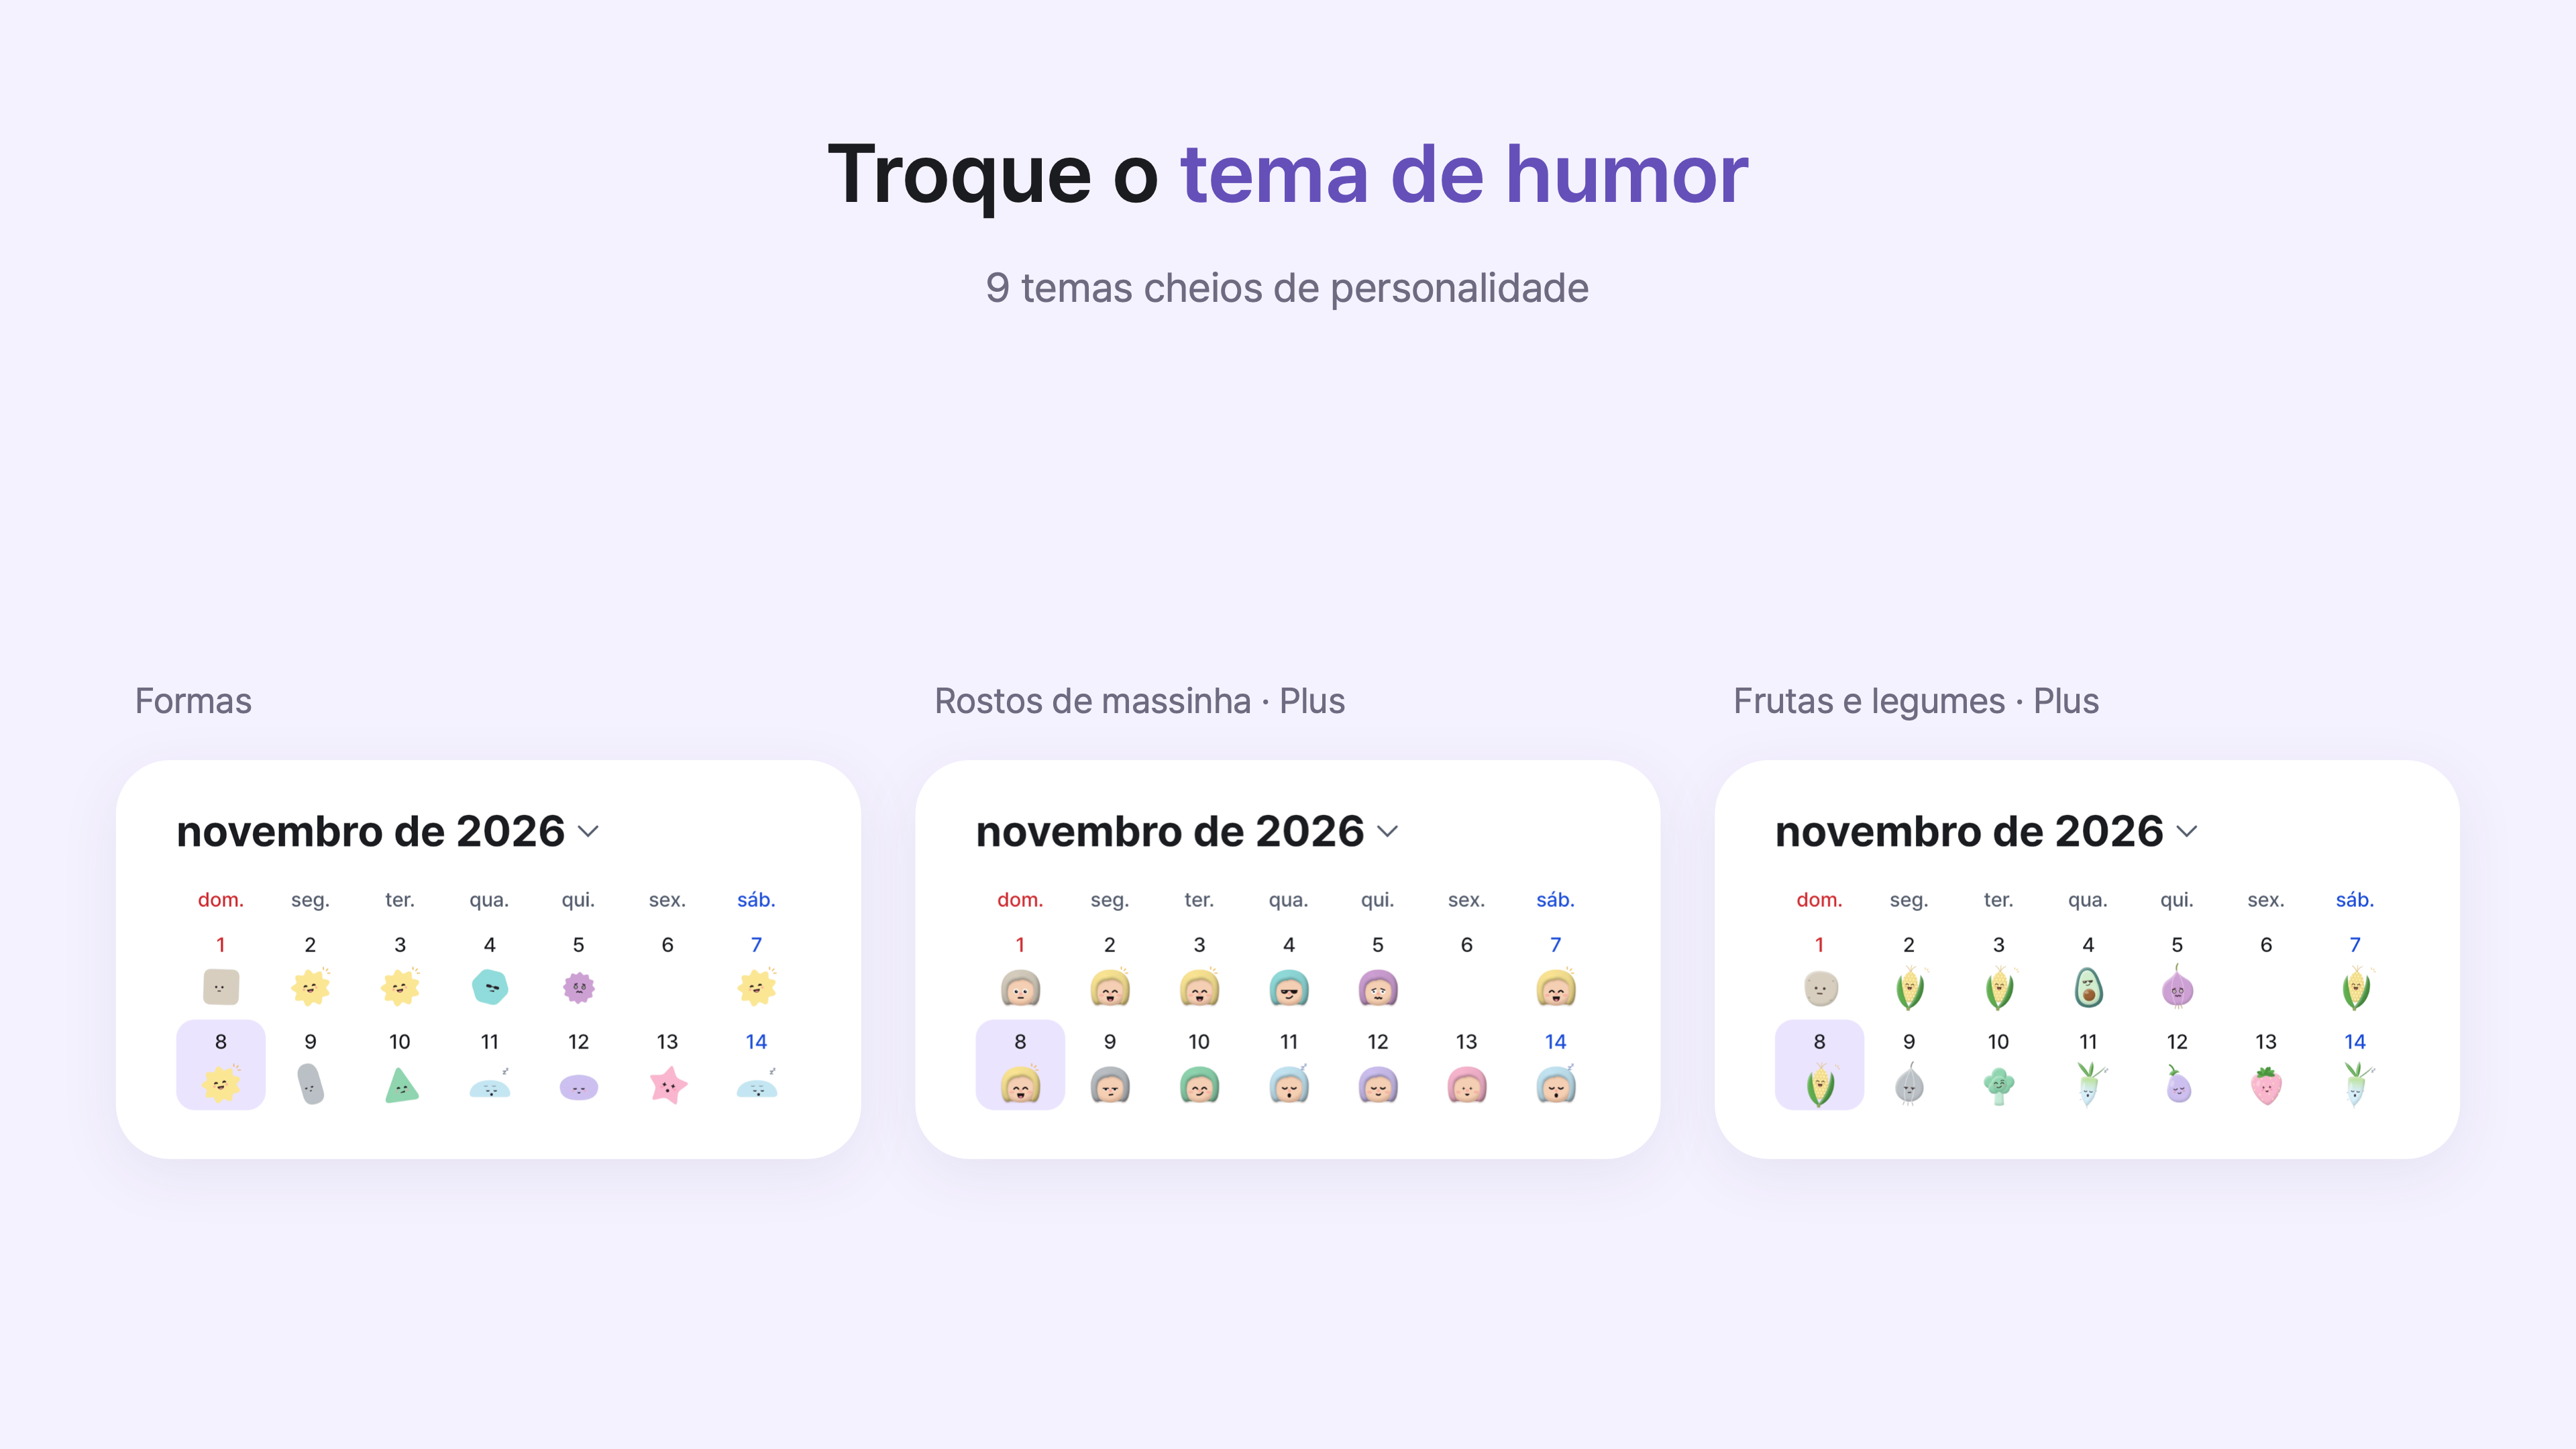 Troque o tema de humor
9 temas cheios de personalidade
Formas
novembro de 2026
dom. seg. ter. qua. qui. sex. sáb.
1 2 3 4 5 6 7
8 9 10 11 12 13 14
Rostos de massinha · Plus
novembro de 2026
dom. seg. ter. qua. qui. sex. sáb.
1 2 3 4 5 6 7
8 9 10 11 12 13 14
Frutas e legumes · Plus
novembro de 2026
dom. seg. ter. qua. qui. sex. sáb.
1 2 3 4 5 6 7
8 9 10 11 12 13 14